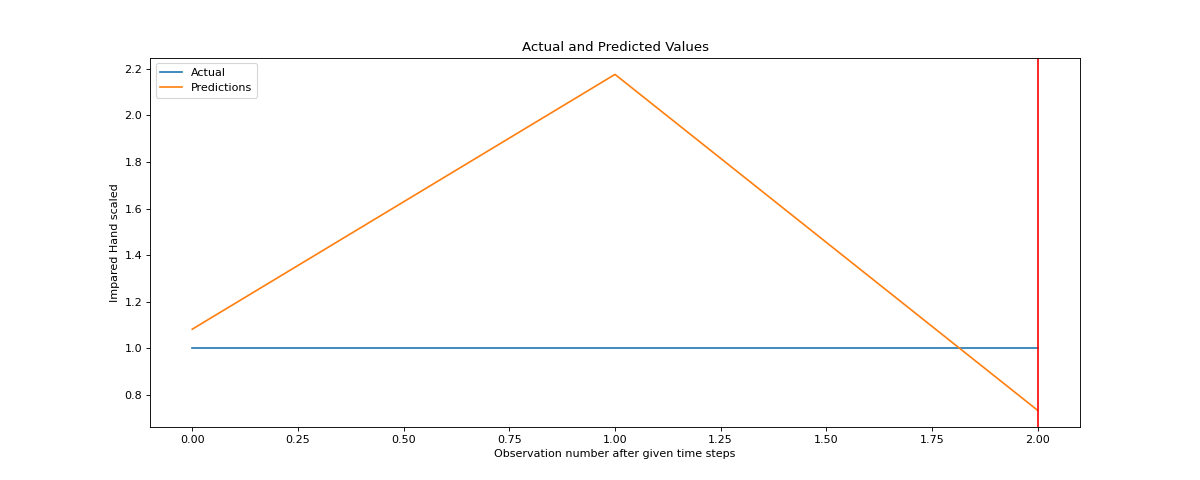 Actual and Predicted Values
Actual
Predictions
Impared Hand scaled
2.2
2.0
1.8
1.6
1.4
1.2
1.0
0.8
0.00 0.25 0.50 0.75 1.00 1.25 1.50 1.75 2.00
Observation number after given time steps